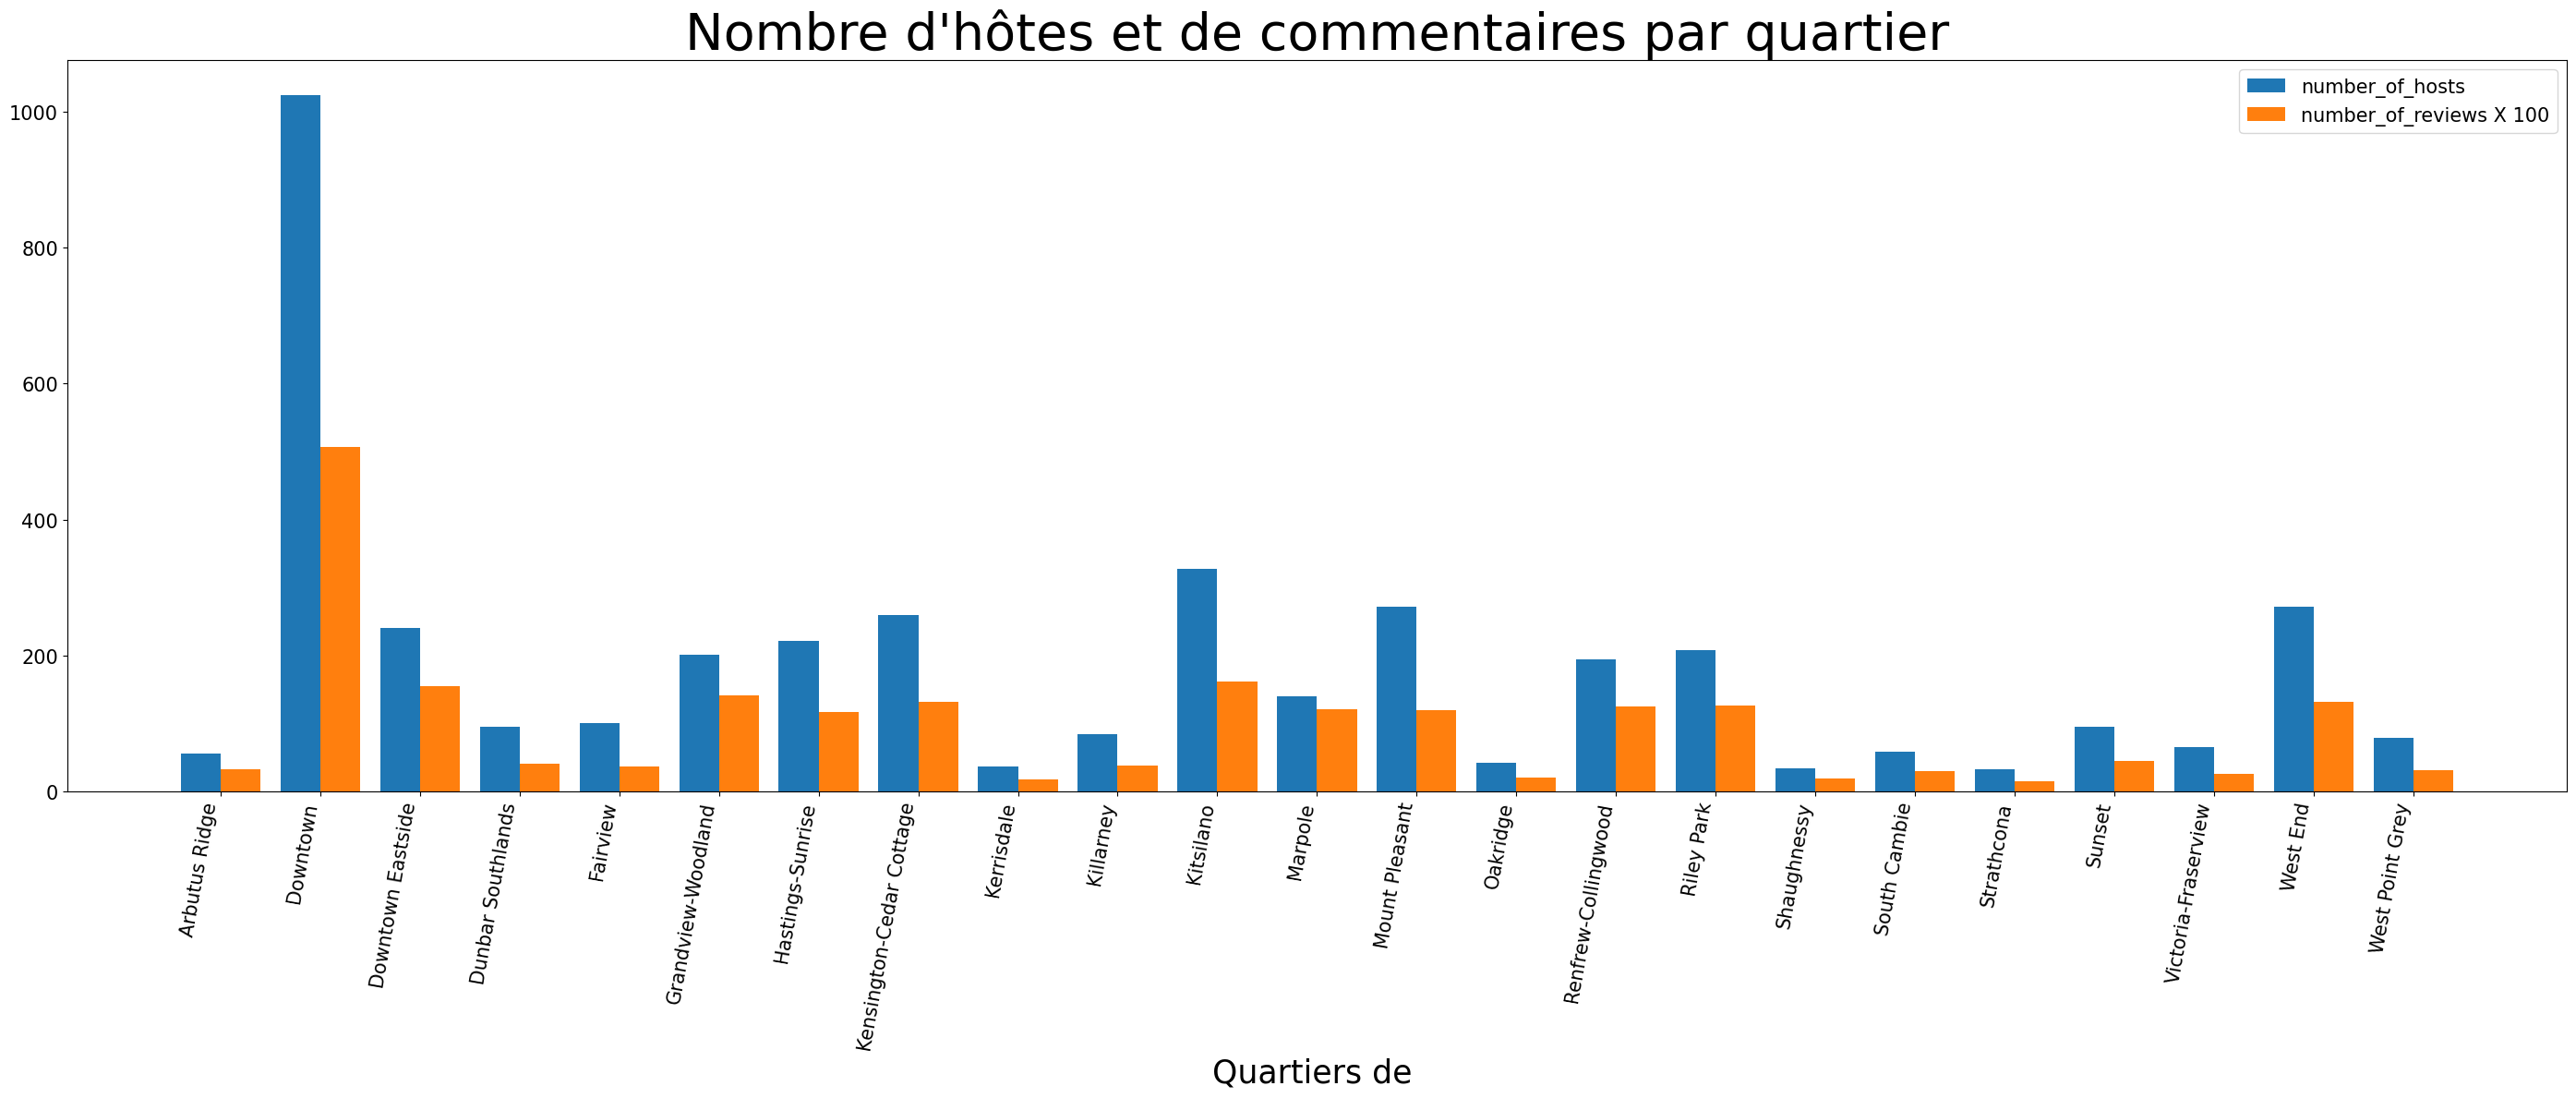 Nombre d'hôtes et de commentaires par quartier
number_of_hosts
number_of_reviews X 100
1000
800
600
400
200
0
Arbutus Ridge
Downtown
Downtown Eastside
Dunbar Southlands
Fairview
Grandview-Woodland
Hastings-Sunrise
Kensington-Cedar Cottage
Kerrisdale
Killarney
Kitsilano
Marpole
Mount Pleasant
Oakridge
Renfrew-Collingwood
Riley Park
Shaughnessy
South Cambie
Strathcona
Sunset
Victoria-Fraserview
West End
West Point Grey
Quartiers de